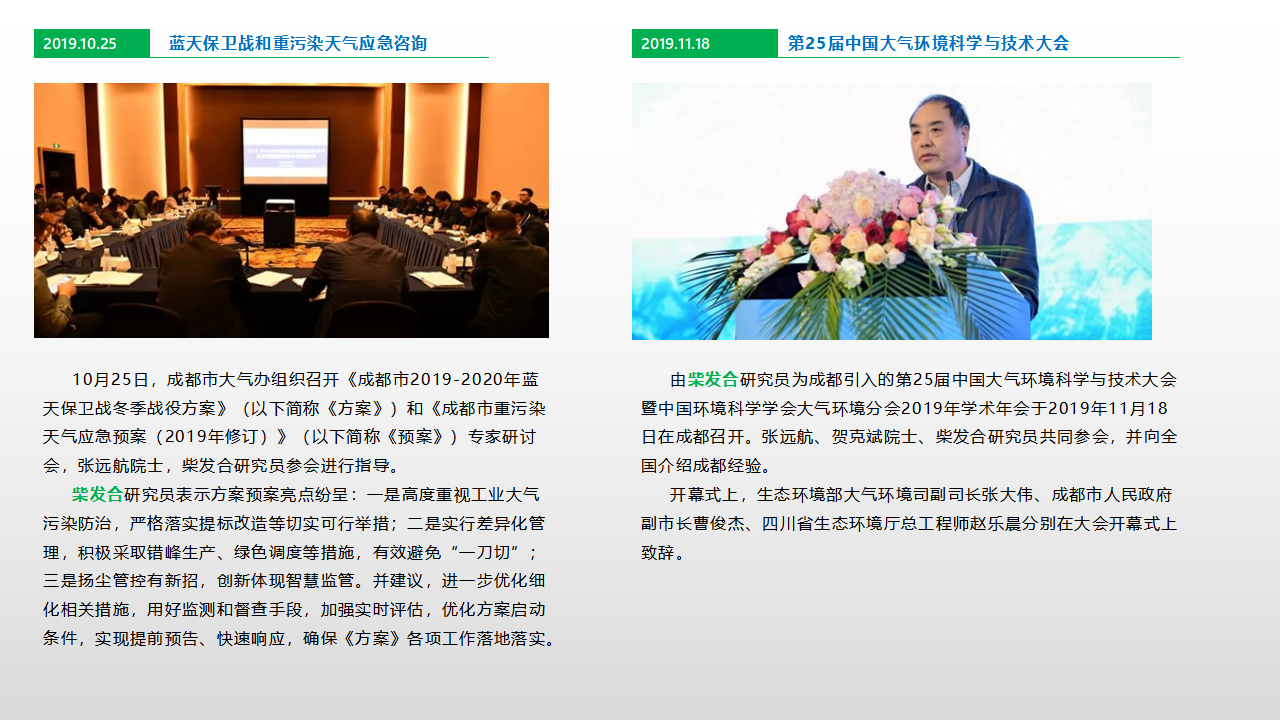 2019.10.25
蓝天保卫战和重污染天气应急咨询
10月25日，成都市大气办组织召开《成都市2019-2020年蓝
天保卫战冬季战役方案》（以下简称《方案》）和《成都市重污染
天气应急预案（2019年修订）》（以下简称《预案》）专家研讨
会，张远航院士，柴发合研究员参会进行指导。
柴发合研究员表示方案预案亮点纷呈：一是高度重视工业大气
污染防治，严格落实提标改造等切实可行举措；二是实行差异化管
理，积极采取错峰生产、绿色调度等措施，有效避免“一刀切”；
三是扬尘管控有新招，创新体现智慧监管。并建议，进一步优化细
化相关措施，用好监测和督查手段，加强实时评估，优化方案启动
条件，实现提前预告、快速响应，确保《方案》各项工作落地落实。
2019.11.18
第25届中国大气环境科学与技术大会
由柴发合研究员为成都引入的第25届中国大气环境科学与技术大会
暨中国环境科学学会大气环境分会2019年学术年会于2019年11月18
日在成都召开。张远航、贺克斌院士、柴发合研究员共同参会，并向全
国介绍成都经验。
开幕式上，生态环境部大气环境司副司长张大伟、成都市人民政府
副市长曹俊杰、四川省生态环境厅总工程师赵乐晨分别在大会开幕式上
致辞。